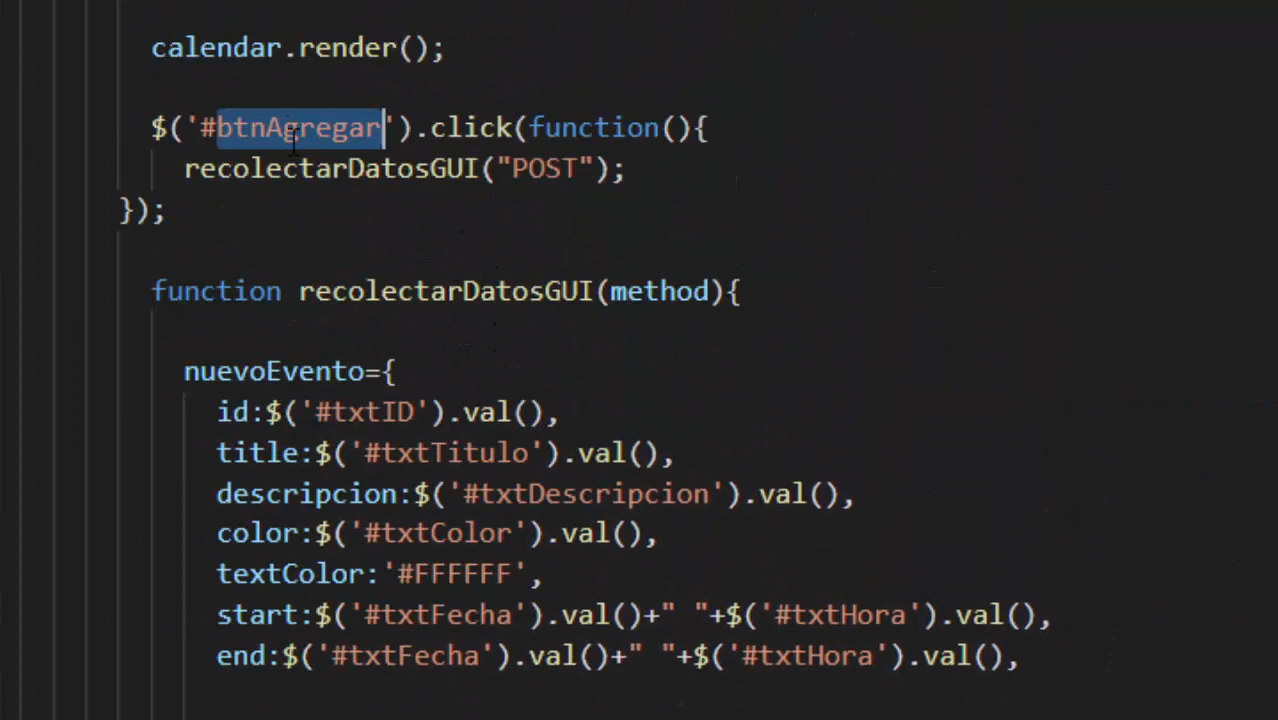 calendar.render();
$('#btnAgregar').click(function(){
recolectarDatosGUI("POST");
});
function recolectarDatosGUI(method){
nuevoEvento={
id:$('#txtID').val(),
title:$('#txtTitulo').val(),
descripcion:$('#txtDescripcion').val(),
color:$('#txtColor').val(),
textColor:'#FFFFFF',
start:$('#txtFecha').val()+" "+$('#txtHora').val(),
end:$('#txtFecha').val()+" "+$('#txtHora').val(),